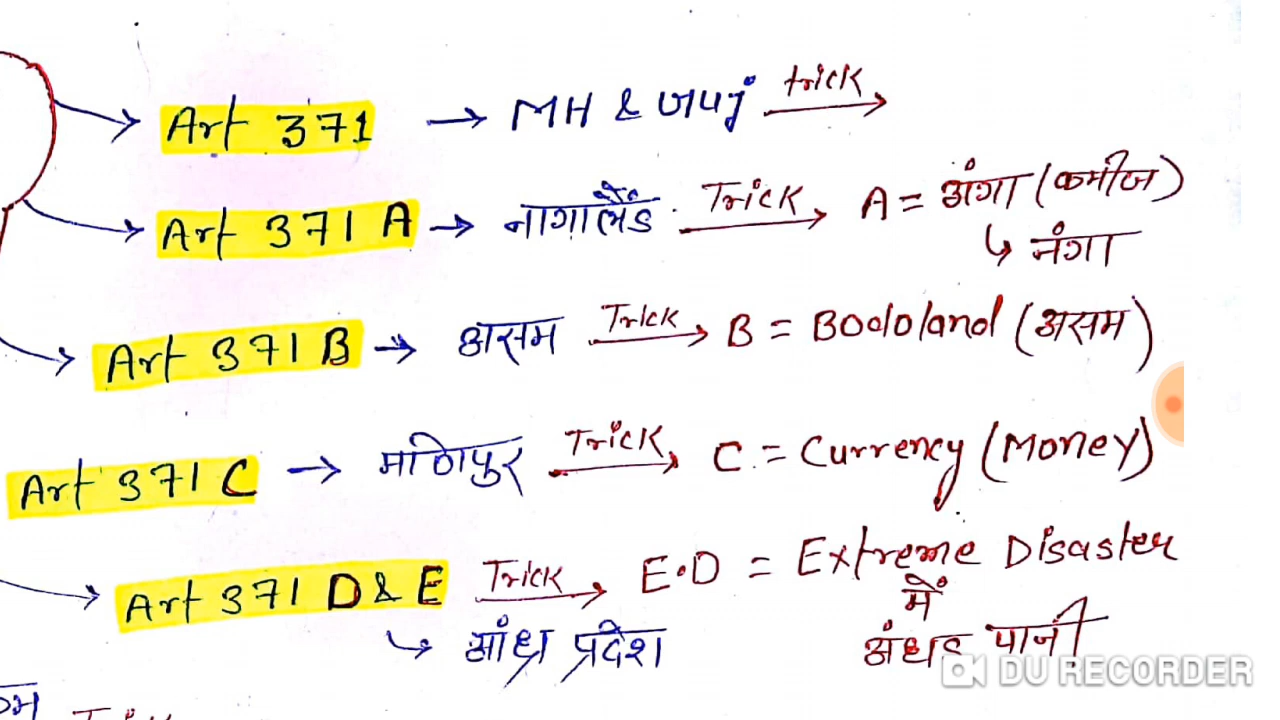 Art 371 → MH & गुज॰ trick →
Art 371 A → नागालैंड. Trick → A = अंगा (कमीज)
↳ नंगा
Art 371 B → असम Trick → B = Bodoland (असम)
Art 371 C → मणिपुर Trick → C = Currency (Money)
Art 371 D & E Trick → E.D = Extreme Disaster
में
↳ आंध्र प्रदेश अंधड पानी
DU RECORDER